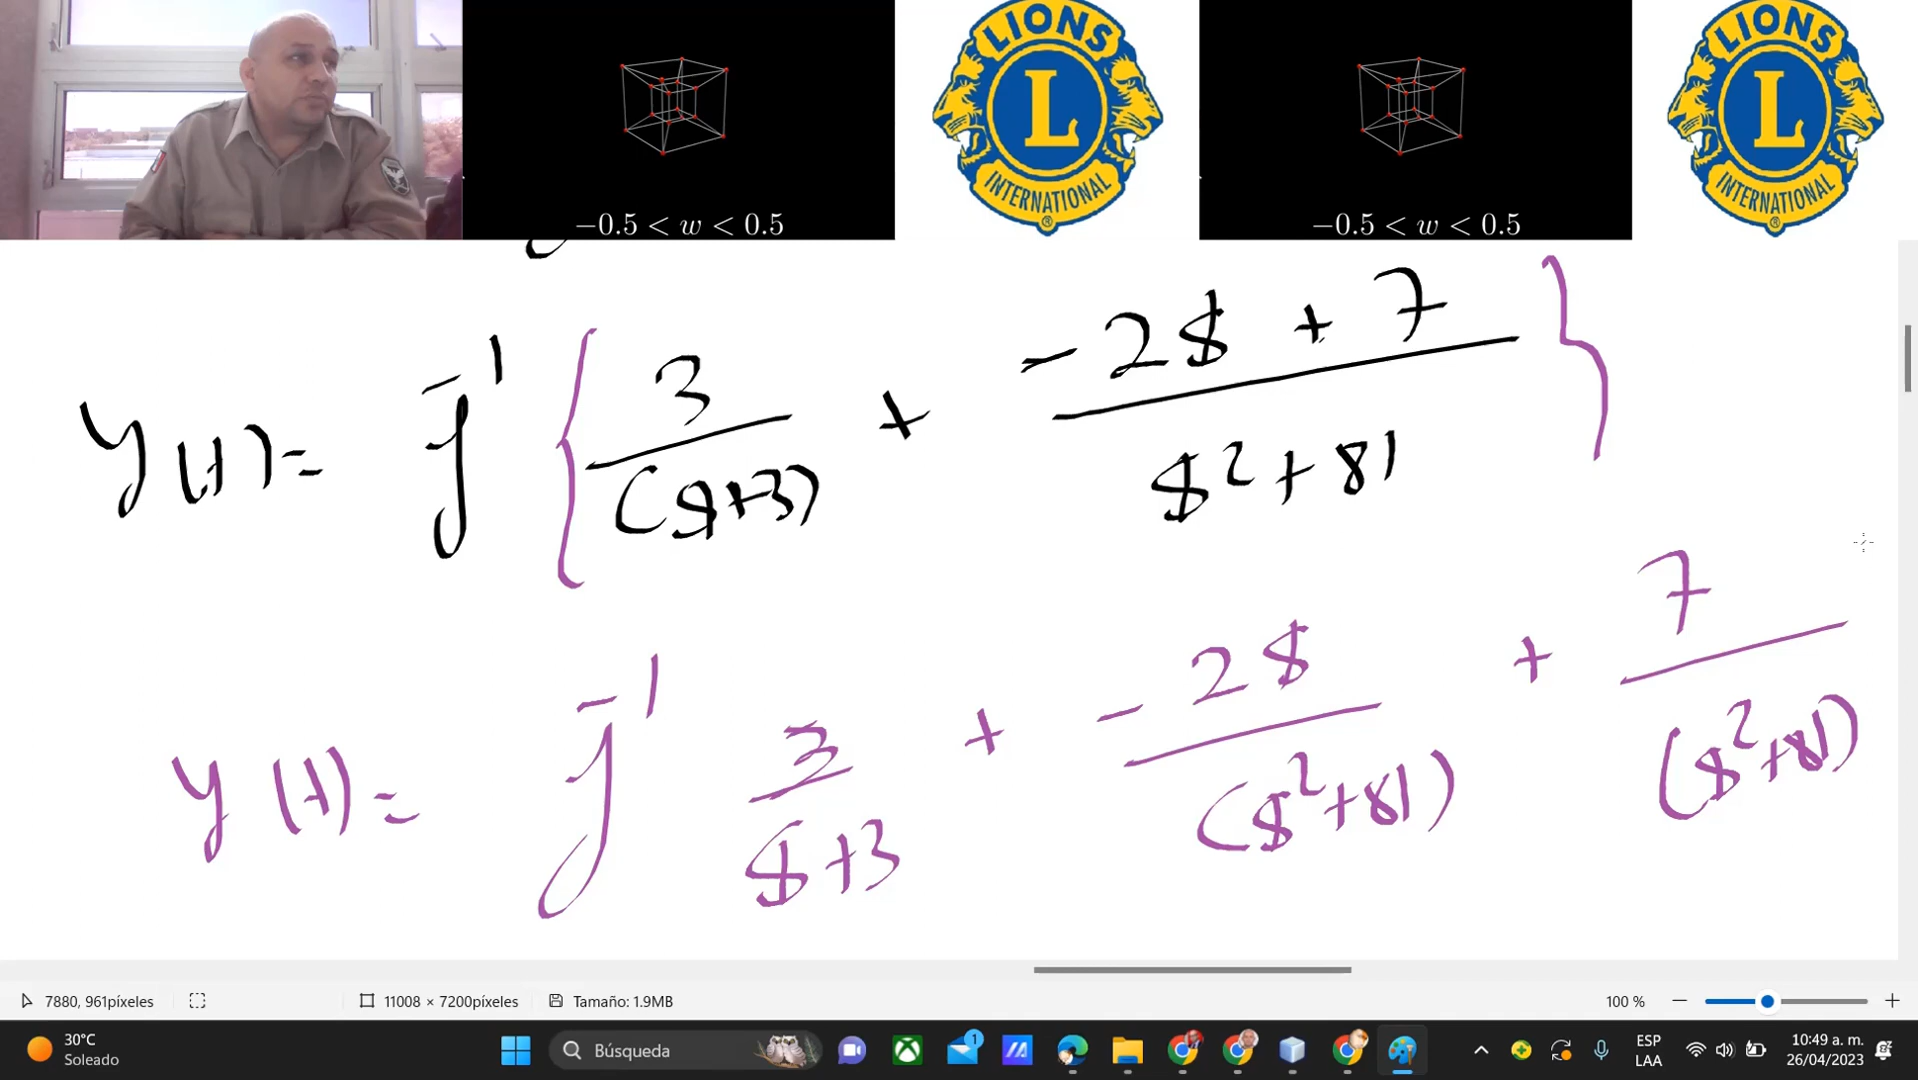 -0.5 < w < 0.5
LIONS
L
INTERNATIONAL
®
-0.5 < w < 0.5
LIONS
L
INTERNATIONAL
®
y(t)= ℒ⁻¹ { 3/(s+3) + (-2s + 7)/(s²+81) }
y(t)= ℒ⁻¹ 3/(s+3) + -2s/(s²+81) + 7/(s²+81)
7880, 961píxeles
11008 × 7200píxeles
Tamaño: 1.9MB
100 %
30°C
Soleado
Búsqueda
1
ESP
LAA
10:49 a. m.
26/04/2023